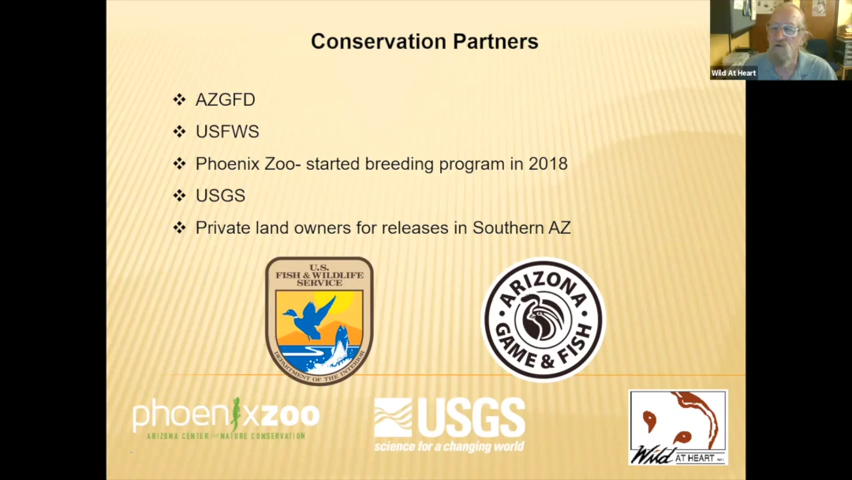 Conservation Partners
Wild At Heart
❖ AZGFD
❖ USFWS
❖ Phoenix Zoo- started breeding program in 2018
❖ USGS
❖ Private land owners for releases in Southern AZ
U.S.
FISH & WILDLIFE
SERVICE
DEPARTMENT OF THE INTERIOR
ARIZONA
GAME & FISH
phoenixzoo
ARIZONA CENTER for NATURE CONSERVATION
USGS
science for a changing world
Wild AT HEART